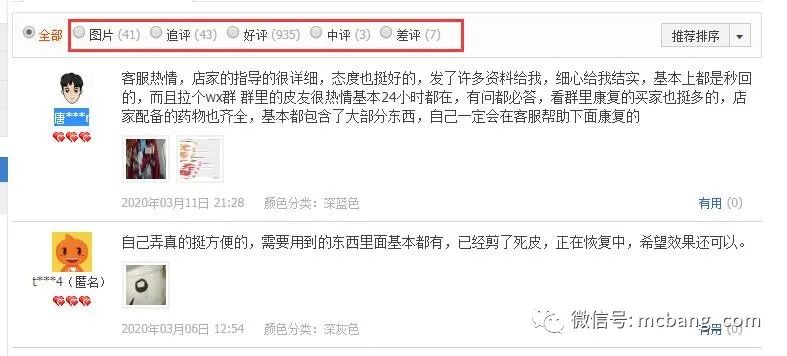 全部 图片 (41) 追评 (43) 好评 (935) 中评 (3) 差评 (7) 推荐排序
客服热情，店家的指导的很详细，态度也挺好的，发了许多资料给我，细心给我结实，基本上都是秒回
的，而且拉个wx群 群里的皮友很热情基本24小时都在，有问都必答，看群里康复的买家也挺多的，店
家配备的药物也齐全，基本都包含了大部分东西，自己一定会在客服帮助下面康复的
唐***r
2020年03月11日 21:28 颜色分类：深蓝色 有用 (0)
自己弄真的挺方便的，需要用到的东西里面基本都有，已经剪了死皮，正在恢复中，希望效果还可以。
t***4（匿名）
2020年03月06日 12:54 颜色分类：深灰色 有用 (0)
微信号: mcbang_com